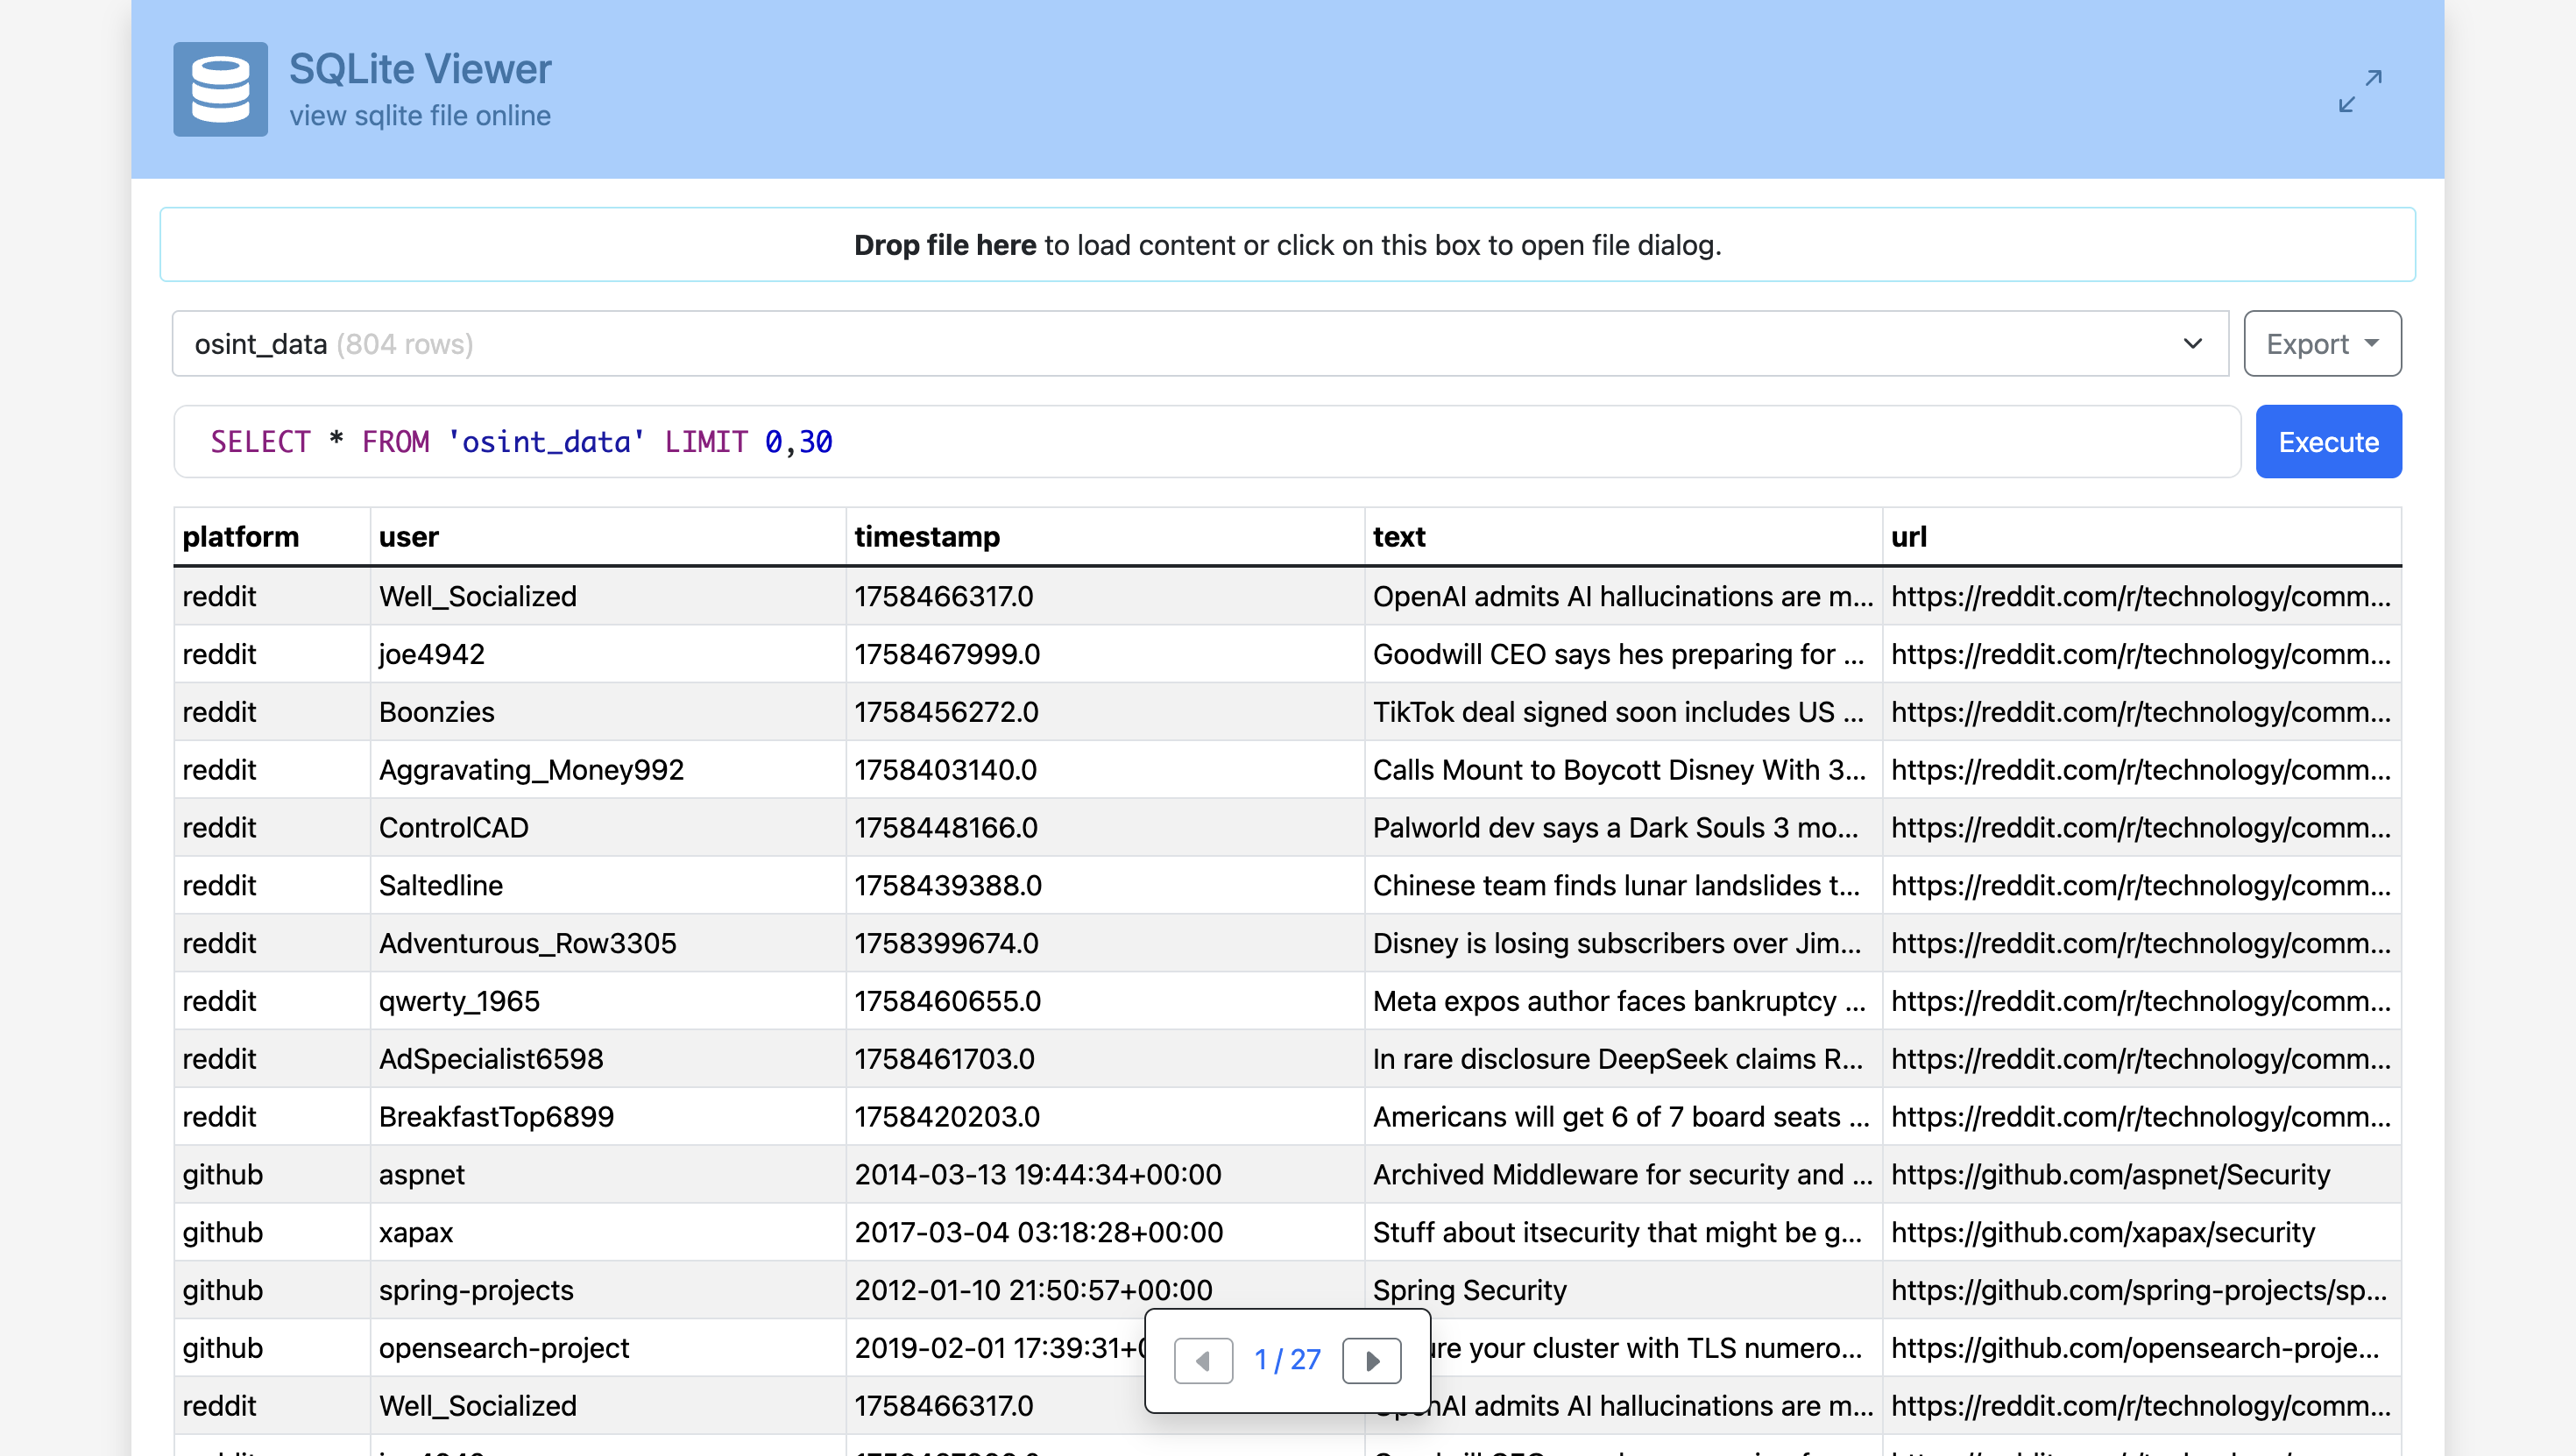 SQLite Viewer
view sqlite file online
Drop file here to load content or click on this box to open file dialog.
osint_data (804 rows)
Export
SELECT * FROM 'osint_data' LIMIT 0,30
Execute
platform user timestamp text url
reddit Well_Socialized 1758466317.0 OpenAI admits AI hallucinations are m... https://reddit.com/r/technology/comm...
reddit joe4942 1758467999.0 Goodwill CEO says hes preparing for ... https://reddit.com/r/technology/comm...
reddit Boonzies 1758456272.0 TikTok deal signed soon includes US ... https://reddit.com/r/technology/comm...
reddit Aggravating_Money992 1758403140.0 Calls Mount to Boycott Disney With 3... https://reddit.com/r/technology/comm...
reddit ControlCAD 1758448166.0 Palworld dev says a Dark Souls 3 mo... https://reddit.com/r/technology/comm...
reddit Saltedline 1758439388.0 Chinese team finds lunar landslides t... https://reddit.com/r/technology/comm...
reddit Adventurous_Row3305 1758399674.0 Disney is losing subscribers over Jim... https://reddit.com/r/technology/comm...
reddit qwerty_1965 1758460655.0 Meta expos author faces bankruptcy ... https://reddit.com/r/technology/comm...
reddit AdSpecialist6598 1758461703.0 In rare disclosure DeepSeek claims R... https://reddit.com/r/technology/comm...
reddit BreakfastTop6899 1758420203.0 Americans will get 6 of 7 board seats ... https://reddit.com/r/technology/comm...
github aspnet 2014-03-13 19:44:34+00:00 Archived Middleware for security and ... https://github.com/aspnet/Security
github xapax 2017-03-04 03:18:28+00:00 Stuff about itsecurity that might be g... https://github.com/xapax/security
github spring-projects 2012-01-10 21:50:57+00:00 Spring Security https://github.com/spring-projects/sp...
github opensearch-project 2019-02-01 17:39:31 your cluster with TLS numero... https://github.com/opensearch-proje...
1 / 27
reddit Well_Socialized 1758466317.0 admits AI hallucinations are m... https://reddit.com/r/technology/comm...